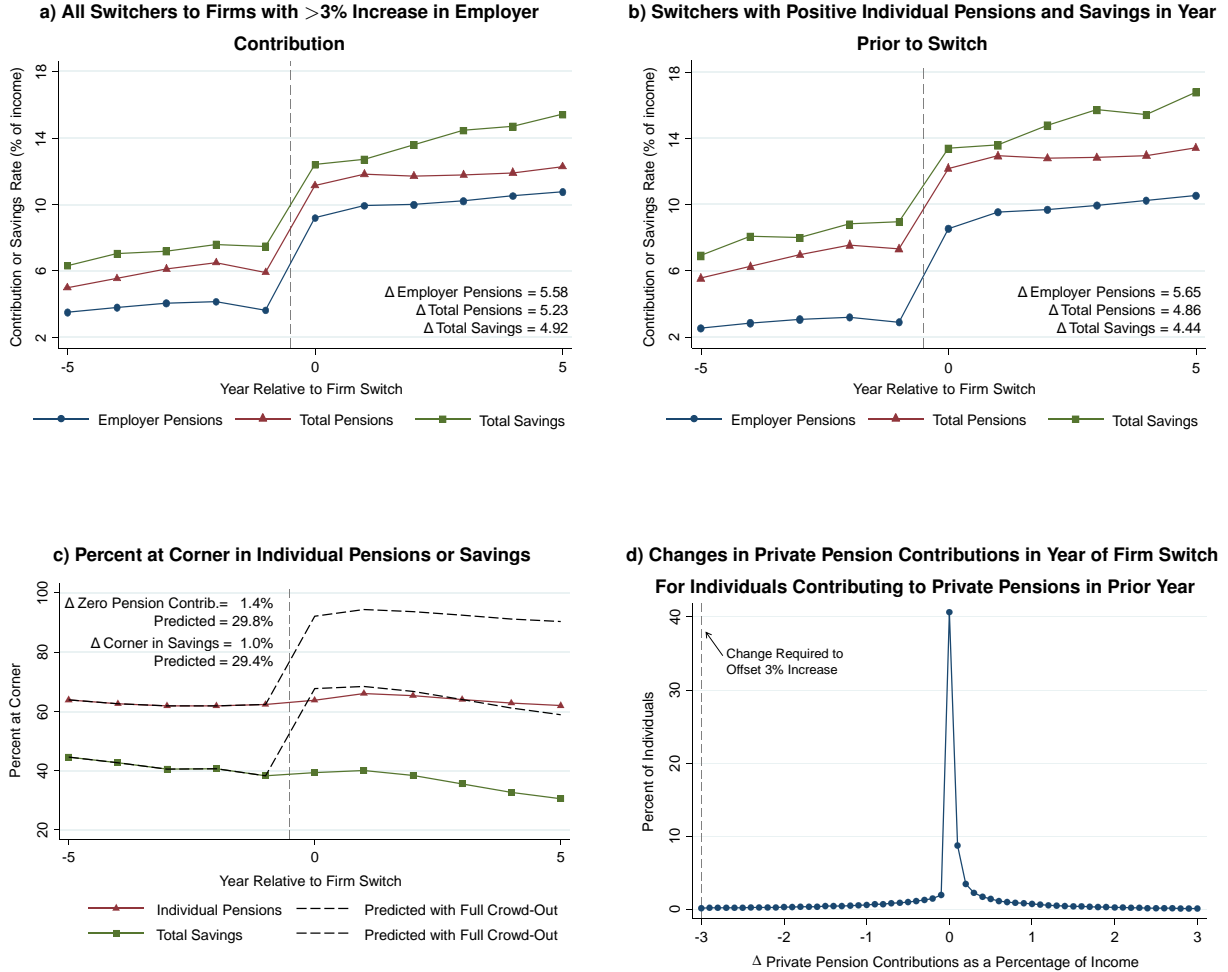 a) All Switchers to Firms with >3% Increase in Employer
Contribution
Contribution or Savings Rate (% of income)
18
14
10
6
2
Δ Employer Pensions = 5.58
Δ Total Pensions = 5.23
Δ Total Savings = 4.92
-5
0
5
Year Relative to Firm Switch
Employer Pensions
Total Pensions
Total Savings
b) Switchers with Positive Individual Pensions and Savings in Year
Prior to Switch
Contribution or Savings Rate (% of income)
18
14
10
6
2
Δ Employer Pensions = 5.65
Δ Total Pensions = 4.86
Δ Total Savings = 4.44
-5
0
5
Year Relative to Firm Switch
Employer Pensions
Total Pensions
Total Savings
c) Percent at Corner in Individual Pensions or Savings
Percent at Corner
100
80
60
40
20
Δ Zero Pension Contrib.= 1.4%
Predicted = 29.8%
Δ Corner in Savings = 1.0%
Predicted = 29.4%
-5
0
5
Year Relative to Firm Switch
Individual Pensions
Predicted with Full Crowd-Out
Total Savings
Predicted with Full Crowd-Out
d) Changes in Private Pension Contributions in Year of Firm Switch
For Individuals Contributing to Private Pensions in Prior Year
Percent of Individuals
40
30
20
10
0
Change Required to
Offset 3% Increase
-3
-2
-1
0
1
2
3
Δ Private Pension Contributions as a Percentage of Income